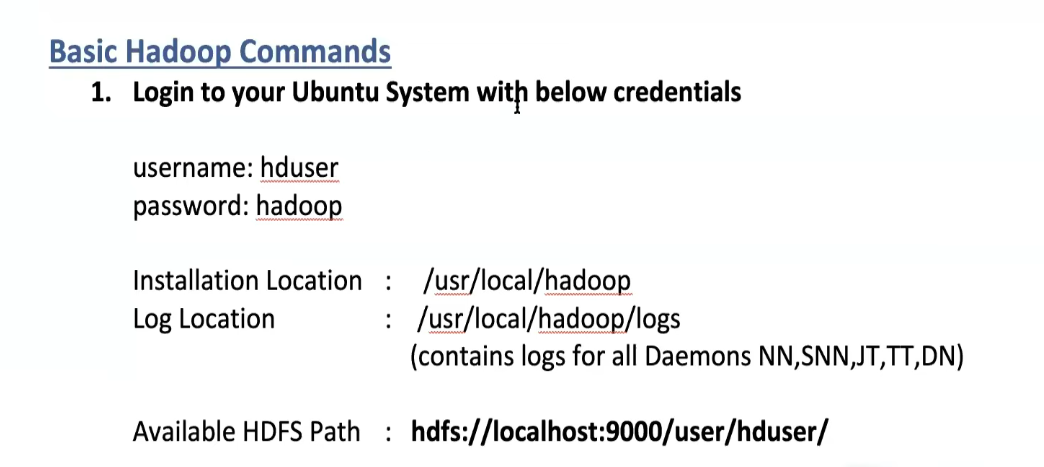 Basic Hadoop Commands
1. Login to your Ubuntu System with below credentials
username: hduser
password: hadoop
Installation Location : /usr/local/hadoop
Log Location : /usr/local/hadoop/logs
(contains logs for all Daemons NN,SNN,JT,TT,DN)
Available HDFS Path : hdfs://localhost:9000/user/hduser/